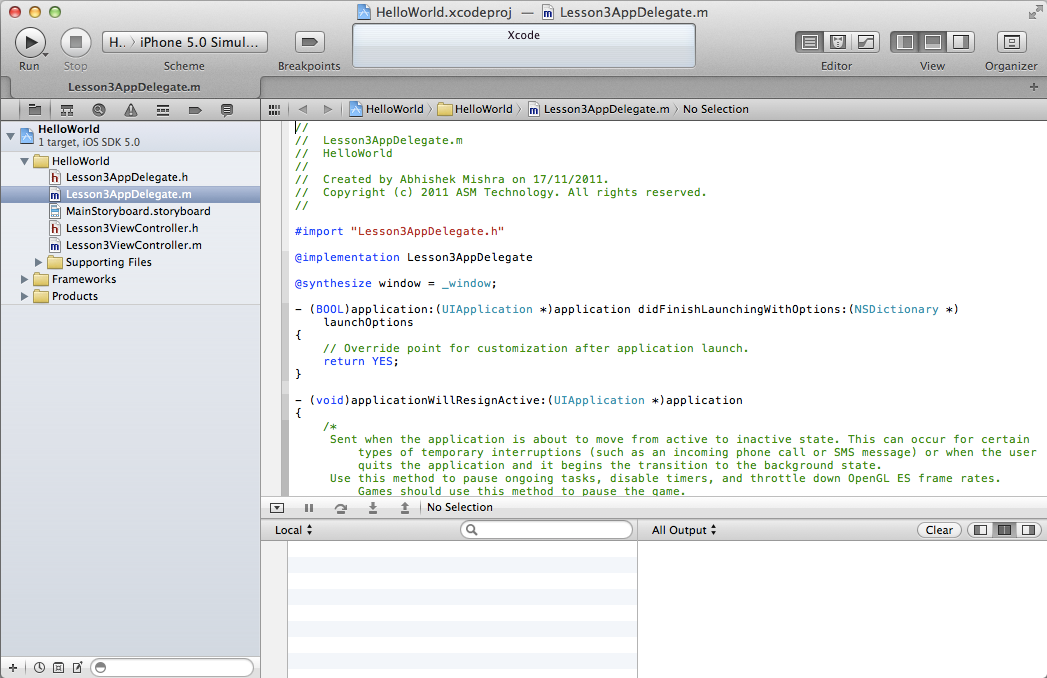 HelloWorld.xcodeproj — Lesson3AppDelegate.m
Xcode
H.. › iPhone 5.0 Simul...
Run Stop Scheme Breakpoints Editor View Organizer
Lesson3AppDelegate.m
HelloWorld › HelloWorld › Lesson3AppDelegate.m › No Selection
HelloWorld
1 target, iOS SDK 5.0
HelloWorld
Lesson3AppDelegate.h
Lesson3AppDelegate.m
MainStoryboard.storyboard
Lesson3ViewController.h
Lesson3ViewController.m
Supporting Files
Frameworks
Products
//
//  Lesson3AppDelegate.m
//  HelloWorld
//
//  Created by Abhishek Mishra on 17/11/2011.
//  Copyright (c) 2011 ASM Technology. All rights reserved.
//
#import "Lesson3AppDelegate.h"
@implementation Lesson3AppDelegate
@synthesize window = _window;
- (BOOL)application:(UIApplication *)application didFinishLaunchingWithOptions:(NSDictionary *)
launchOptions
{
// Override point for customization after application launch.
return YES;
}
- (void)applicationWillResignActive:(UIApplication *)application
{
/*
Sent when the application is about to move from active to inactive state. This can occur for certain
types of temporary interruptions (such as an incoming phone call or SMS message) or when the user
quits the application and it begins the transition to the background state.
Use this method to pause ongoing tasks, disable timers, and throttle down OpenGL ES frame rates.
Games should use this method to pause the game.
No Selection
Local All Output Clear